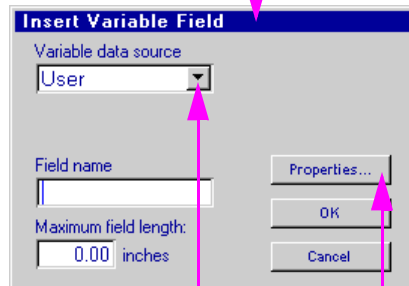 Insert Variable Field
Variable data source
User
Field name
Properties...
Maximum field length:
OK
0.00 inches
Cancel